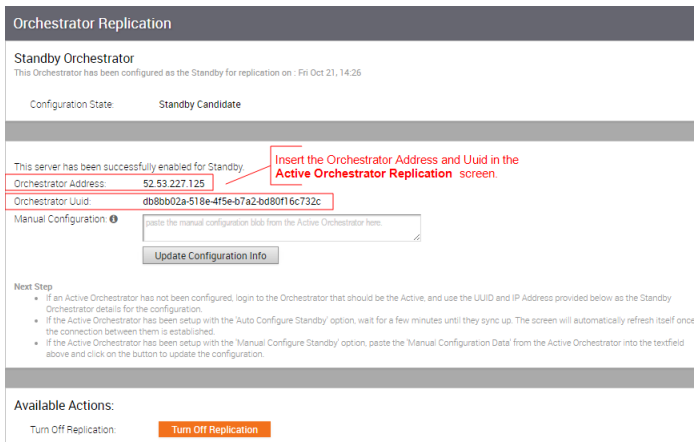 Orchestrator Replication
Standby Orchestrator
This Orchestrator has been configured as the Standby for replication on : Fri Oct 21, 14:26
Configuration State: Standby Candidate
This server has been successfully enabled for Standby.
Insert the Orchestrator Address and Uuid in the
Active Orchestrator Replication screen.
Orchestrator Address: 52.53.227.125
Orchestrator Uuid: db8bb02a-518e-4f5e-b7a2-bd80f16c732c
Manual Configuration:
paste the manual configuration blob from the Active Orchestrator here.
Update Configuration Info
Next Step
If an Active Orchestrator has not been configured, login to the Orchestrator that should be the Active, and use the UUID and IP Address provided below as the Standby
Orchestrator details for the configuration.
If the Active Orchestrator has been setup with the 'Auto Configure Standby' option, wait for a few minutes until they sync up. The screen will automatically refresh itself once
the connection between them is established.
If the Active Orchestrator has been setup with the 'Manual Configure Standby' option, paste the 'Manual Configuration Data' from the Active Orchestrator into the textfield
above and click on the button to update the configuration.
Available Actions:
Turn Off Replication: Turn Off Replication